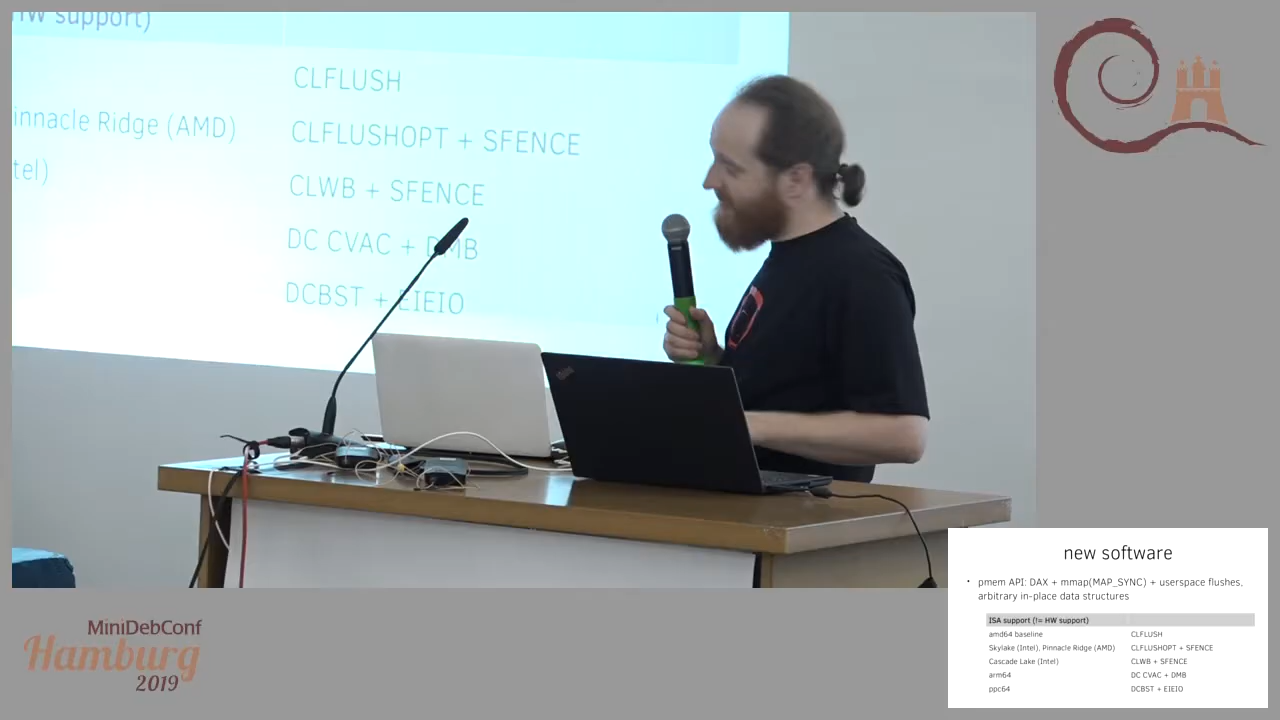 HW support)
CLFLUSH
innacle Ridge (AMD)
CLFLUSHOPT + SFENCE
tel)
CLWB + SFENCE
DC CVAC + DMB
DCBST + EIEIO
new software
• pmem API: DAX + mmap(MAP_SYNC) + userspace flushes,
arbitrary in-place data structures
ISA support (!= HW support)
amd64 baseline CLFLUSH
Skylake (Intel), Pinnacle Ridge (AMD) CLFLUSHOPT + SFENCE
Cascade Lake (Intel) CLWB + SFENCE
arm64 DC CVAC + DMB
ppc64 DCBST + EIEIO
MiniDebConf
Hamburg
2019